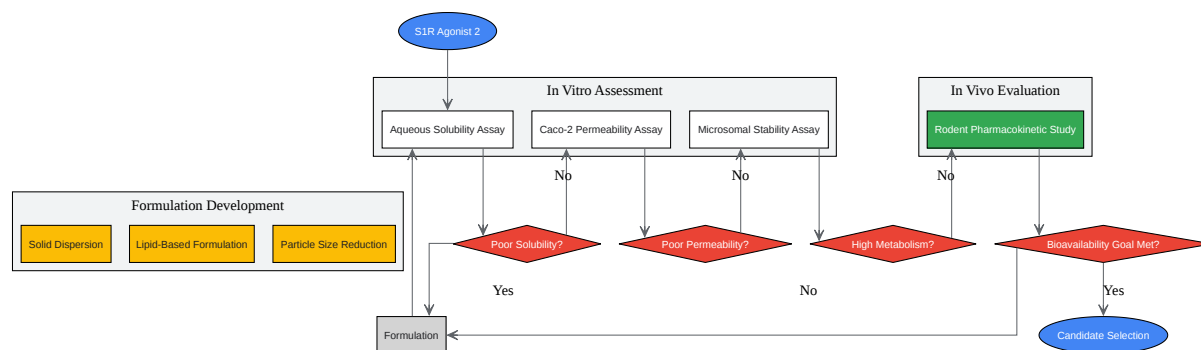 S1R Agonist 2
In Vitro Assessment
In Vivo Evaluation
Aqueous Solubility Assay
Caco-2 Permeability Assay
Microsomal Stability Assay
Rodent Pharmacokinetic Study
No
No
No
Formulation Development
Solid Dispersion
Lipid-Based Formulation
Particle Size Reduction
Poor Solubility?
Poor Permeability?
High Metabolism?
Bioavailability Goal Met?
Yes
No
Yes
Formulation
Candidate Selection